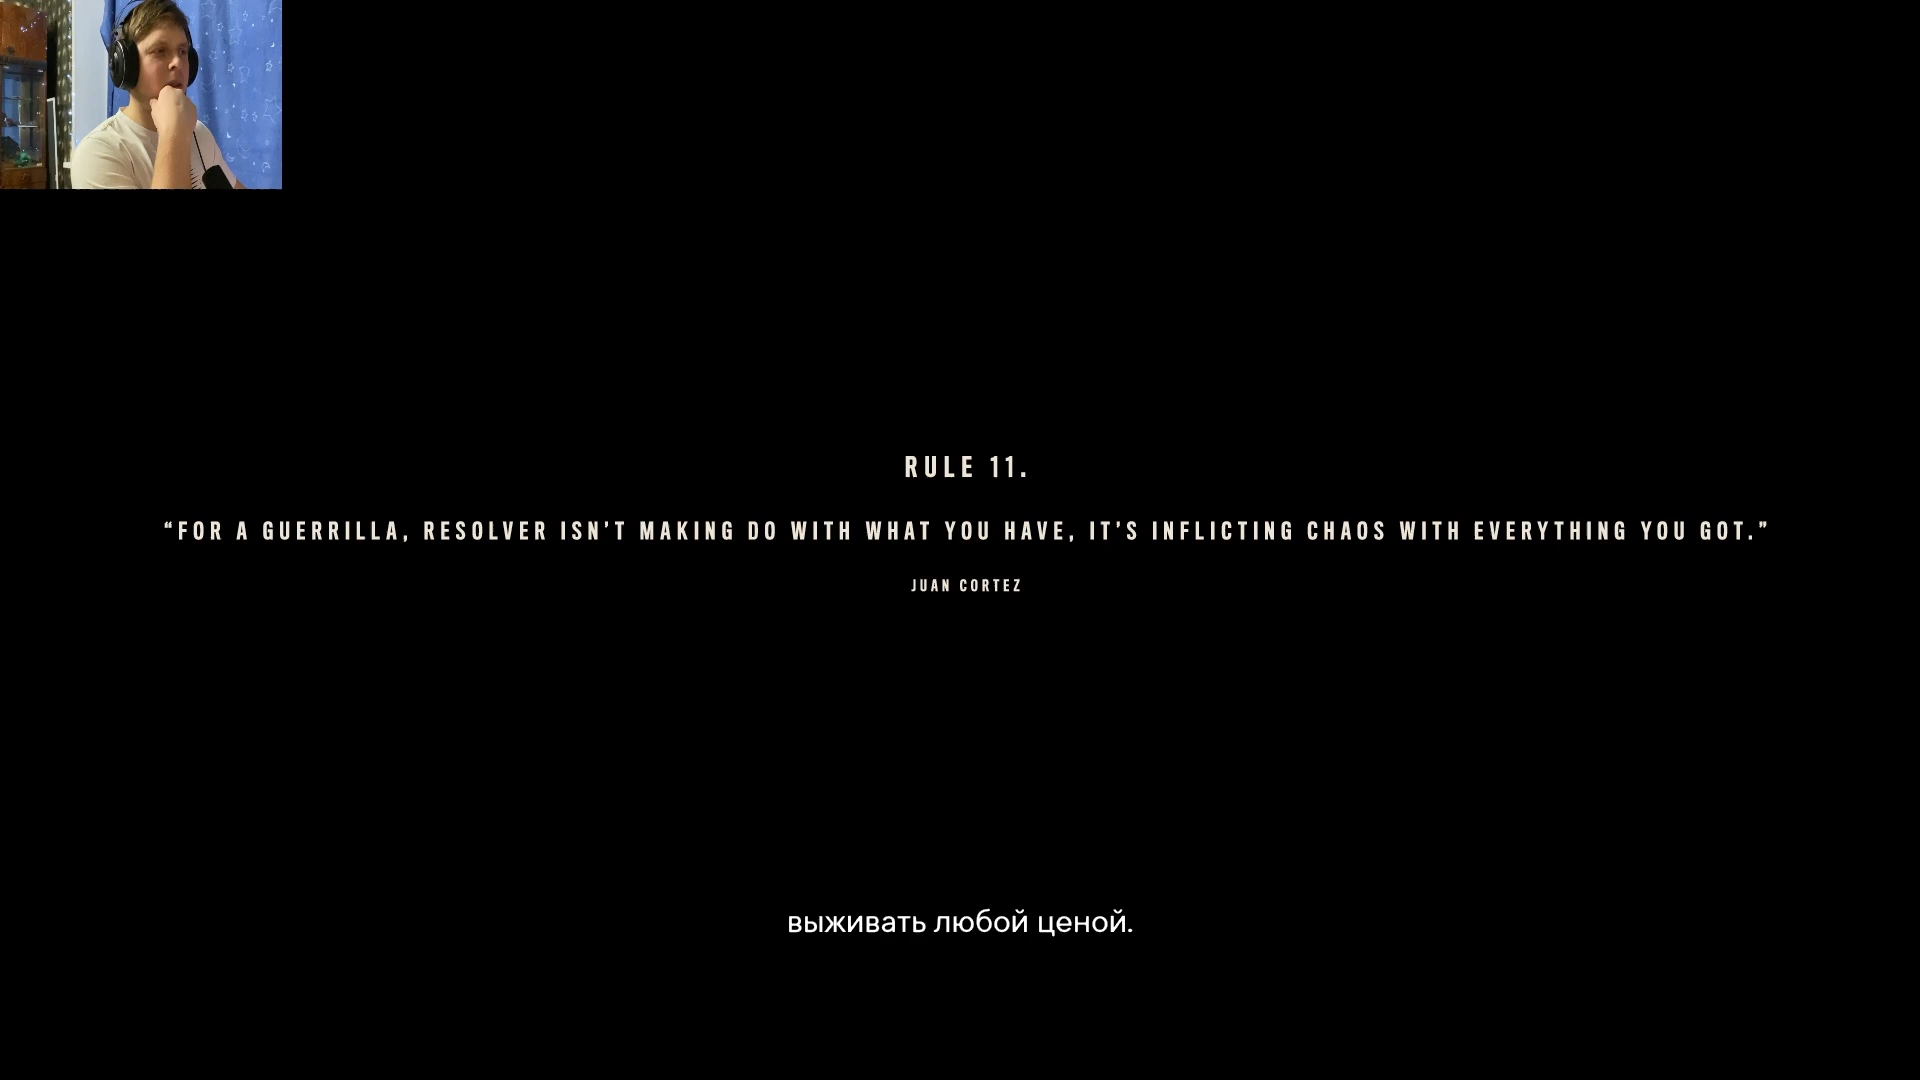 RULE 11.
“FOR A GUERRILLA, RESOLVER ISN’T MAKING DO WITH WHAT YOU HAVE, IT’S INFLICTING CHAOS WITH EVERYTHING YOU GOT.”
JUAN CORTEZ
выживать любой ценой.